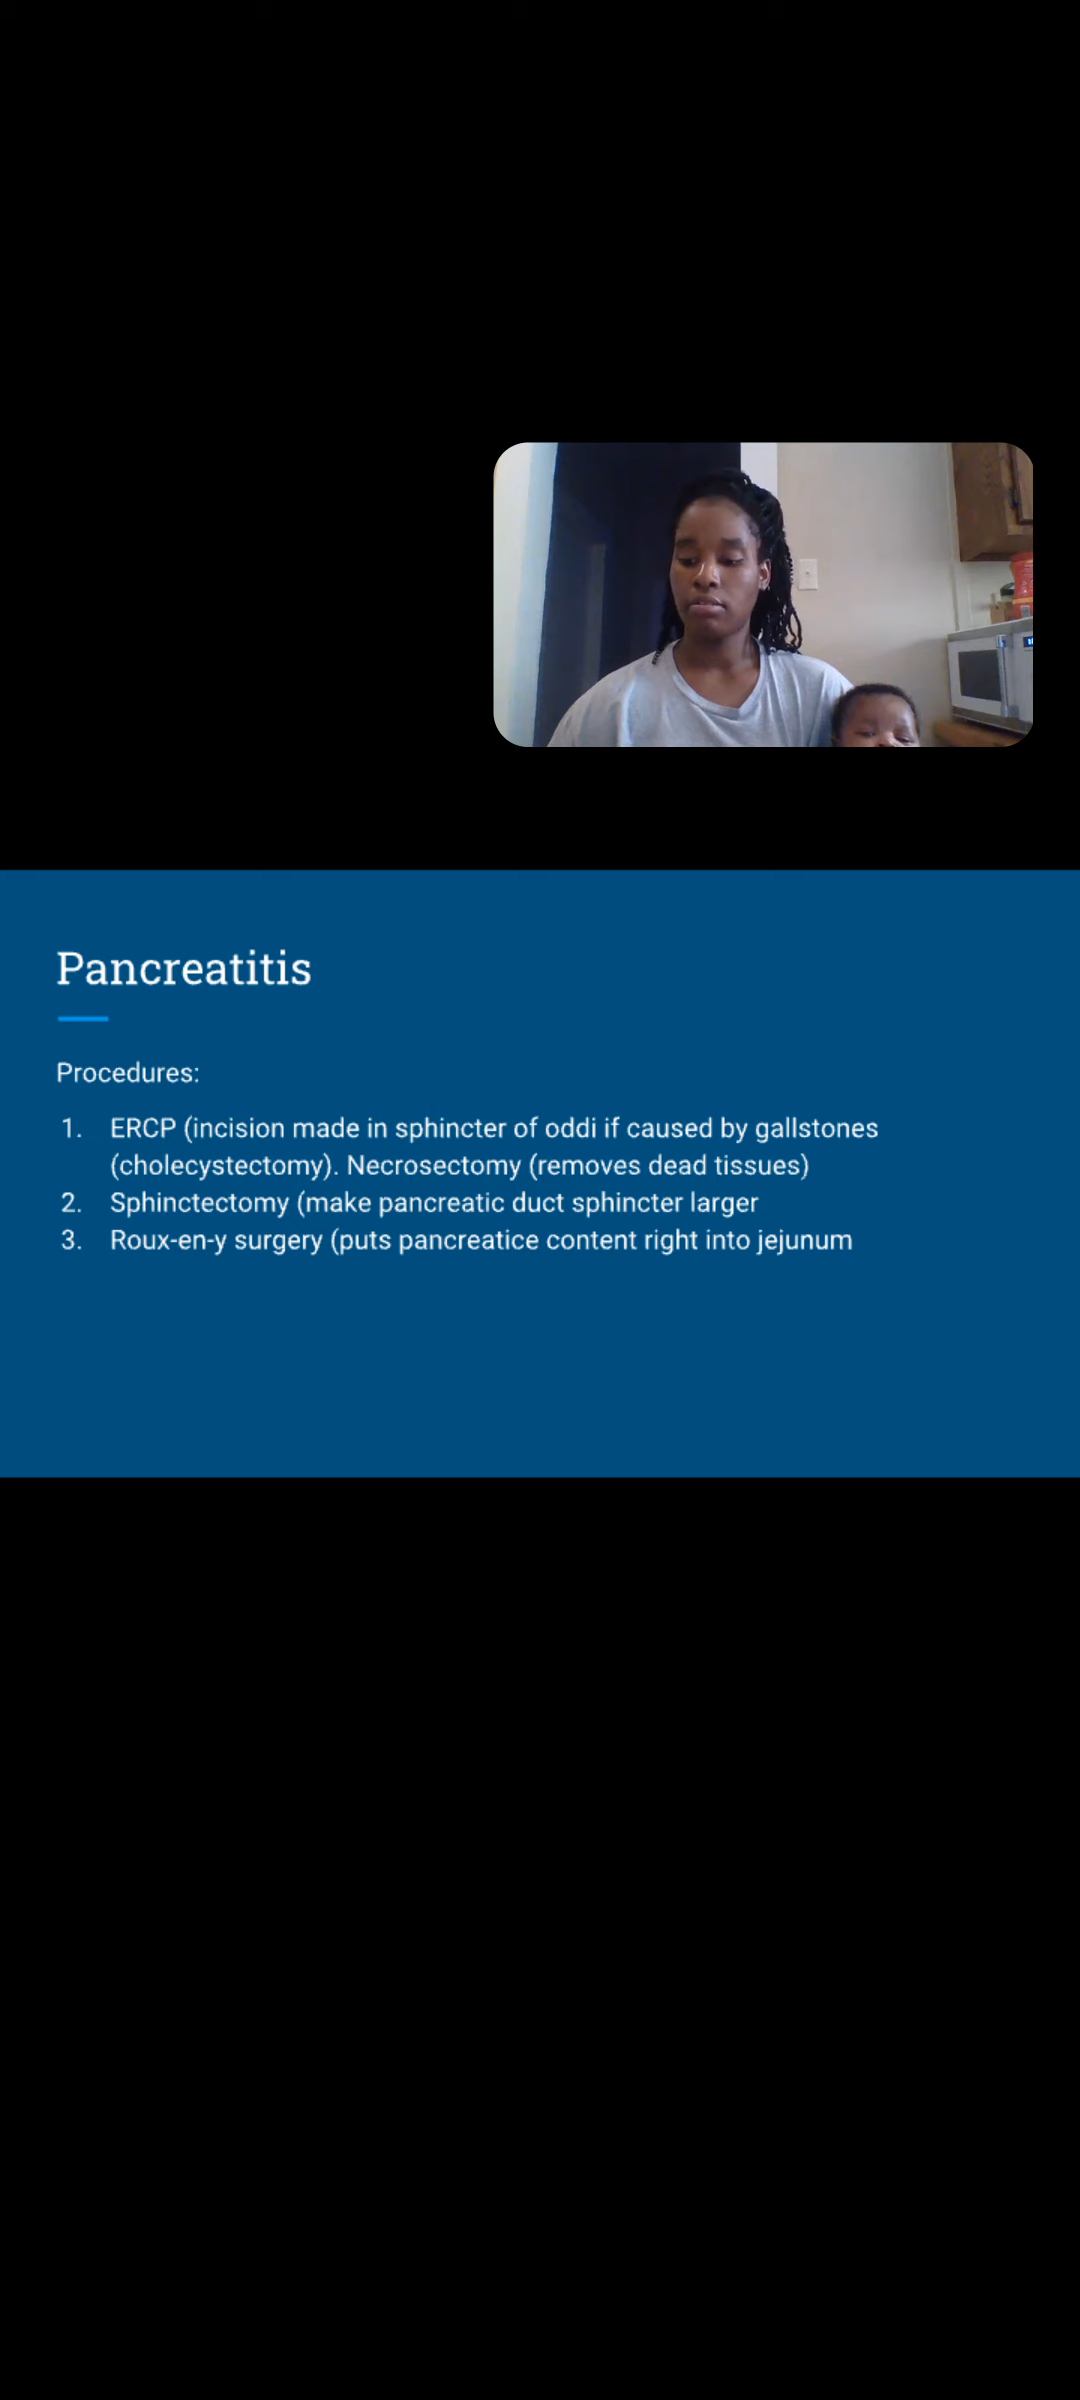 Pancreatitis
Procedures:
1. ERCP (incision made in sphincter of oddi if caused by gallstones
(cholecystectomy). Necrosectomy (removes dead tissues)
2. Sphinctectomy (make pancreatic duct sphincter larger
3. Roux-en-y surgery (puts pancreatice content right into jejunum